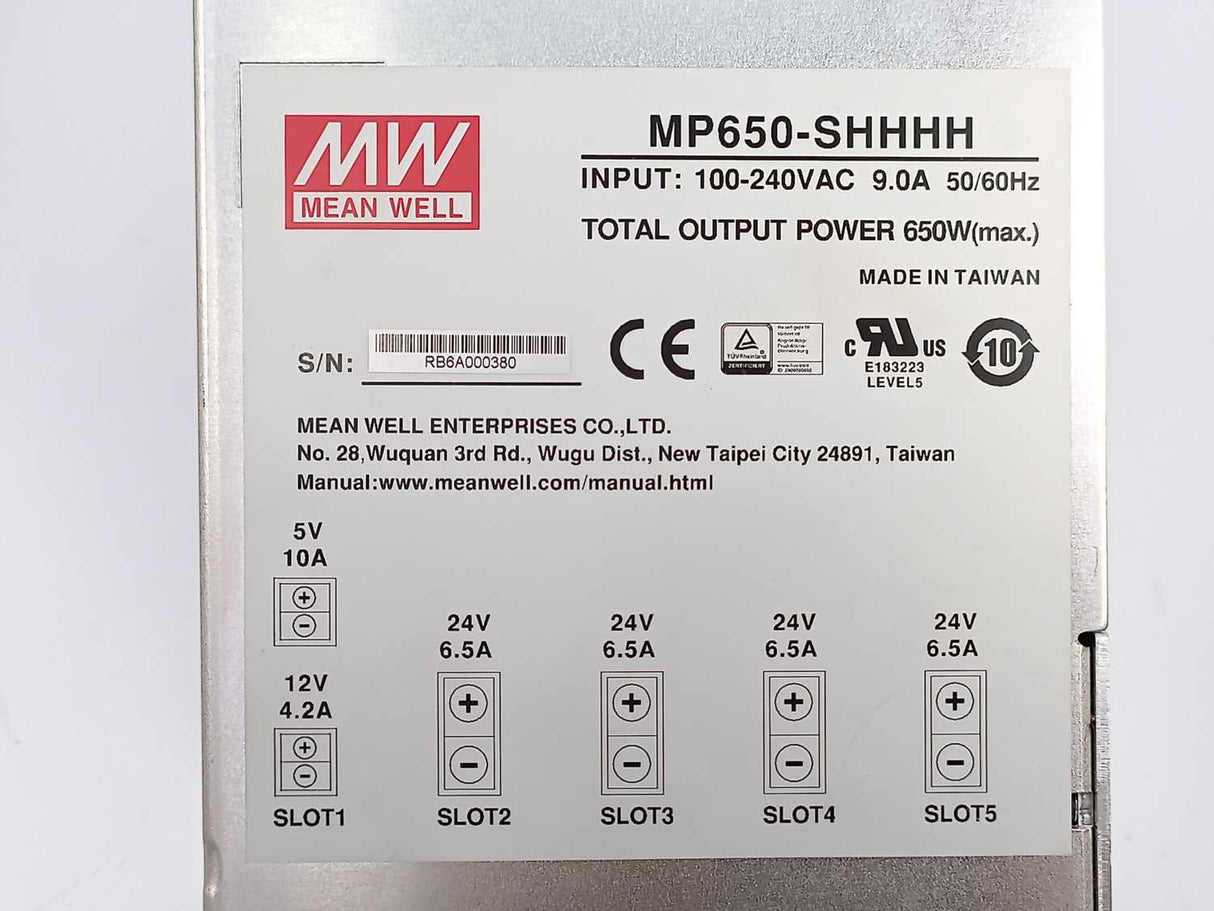 MW
MEAN WELL
MP650-SHHHH
INPUT: 100-240VAC 9.0A 50/60Hz
TOTAL OUTPUT POWER 650W(max.)
MADE IN TAIWAN
S/N:
RB6A000380
CE
TÜVRheinland
ZERTIFIZIERT
C UL US
E183223
LEVEL5
10
MEAN WELL ENTERPRISES CO.,LTD.
No. 28,Wuquan 3rd Rd., Wugu Dist., New Taipei City 24891, Taiwan
Manual:www.meanwell.com/manual.html
5V
10A
+
−
12V
4.2A
+
−
SLOT1
24V
6.5A
+
−
SLOT2
24V
6.5A
+
−
SLOT3
24V
6.5A
+
−
SLOT4
24V
6.5A
+
−
SLOT5